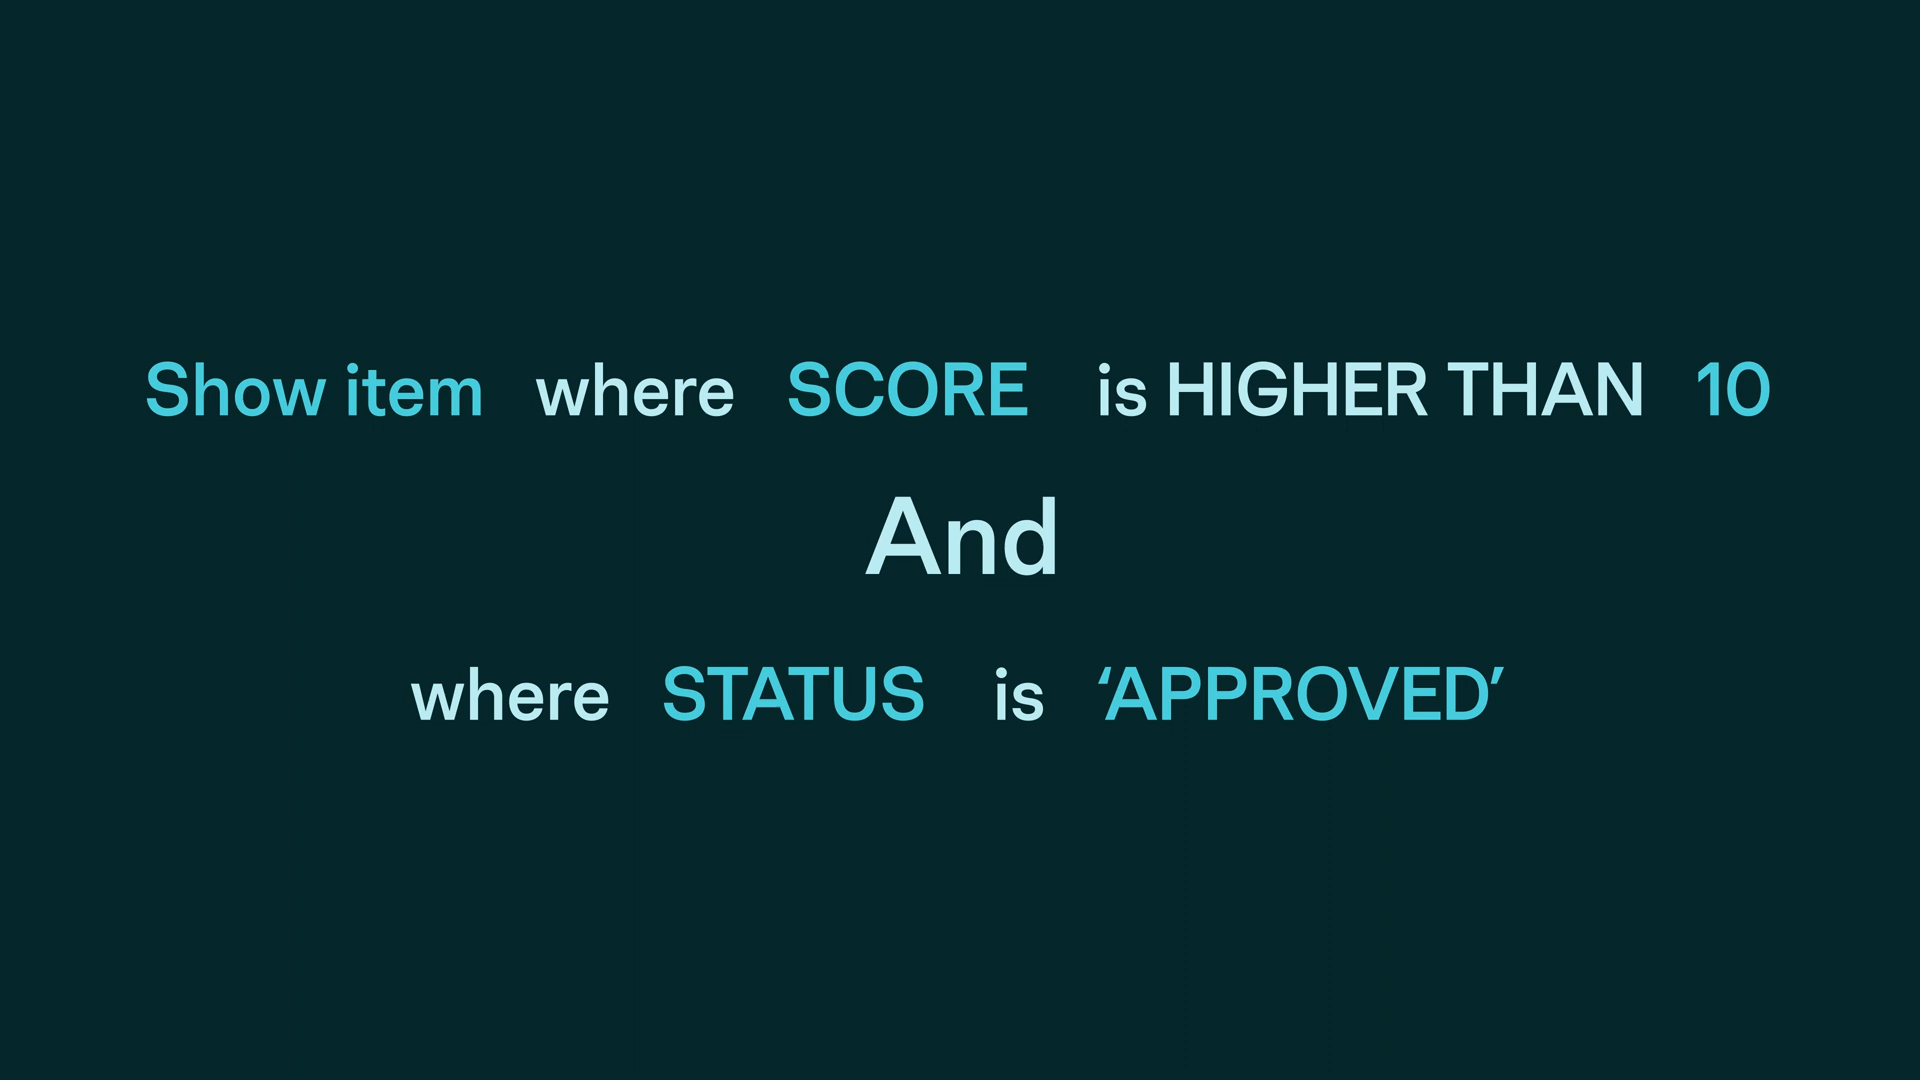 Show item where SCORE is HIGHER THAN 10
And
where STATUS is ‘APPROVED’